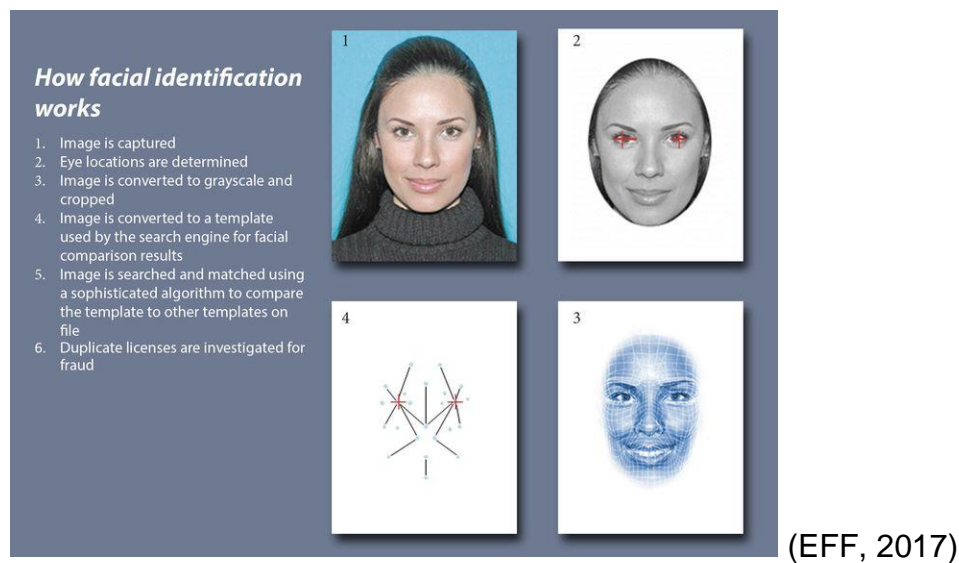 How facial identification
works
1. Image is captured
2. Eye locations are determined
3. Image is converted to grayscale and
cropped
4. Image is converted to a template
used by the search engine for facial
comparison results
5. Image is searched and matched using
a sophisticated algorithm to compare
the template to other templates on
file
6. Duplicate licenses are investigated for
fraud
1
2
4
3
(EFF, 2017)